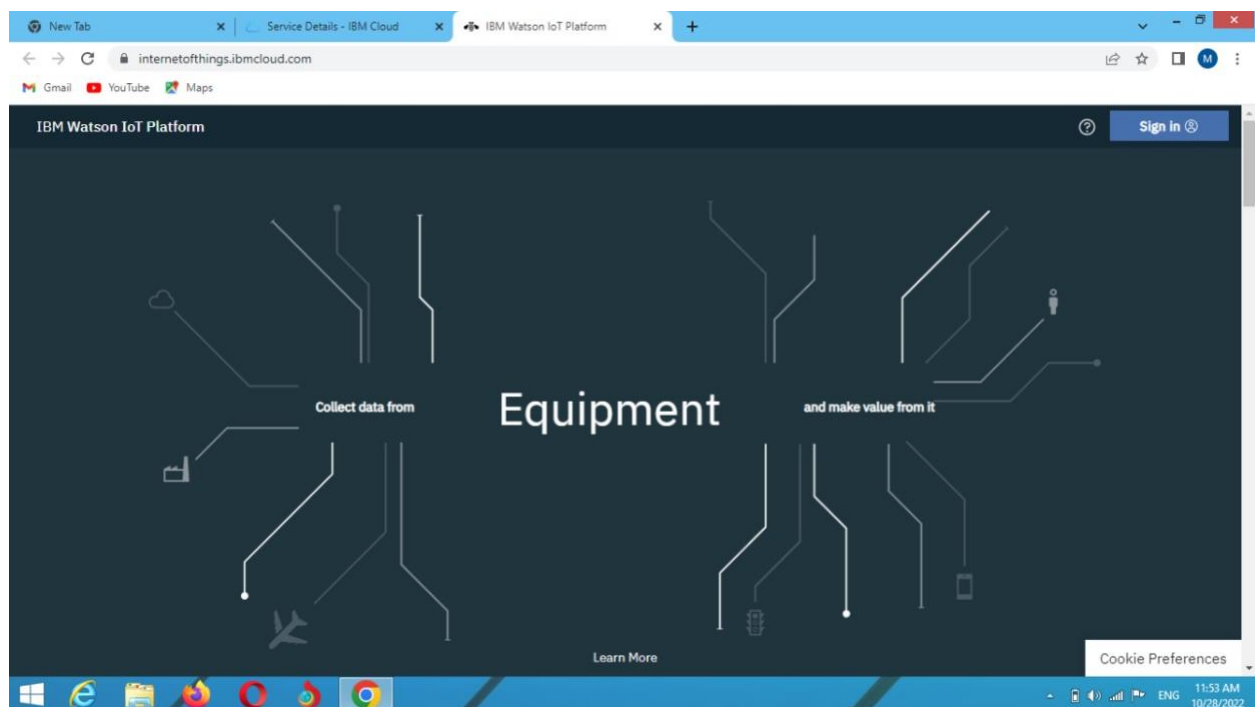 New Tab
Service Details - IBM Cloud
IBM Watson IoT Platform
internetofthings.ibmcloud.com
M
Gmail
YouTube
Maps
IBM Watson IoT Platform
Sign in
Collect data from
Equipment
and make value from it
Learn More
Cookie Preferences
ENG
11:53 AM
10/28/2022